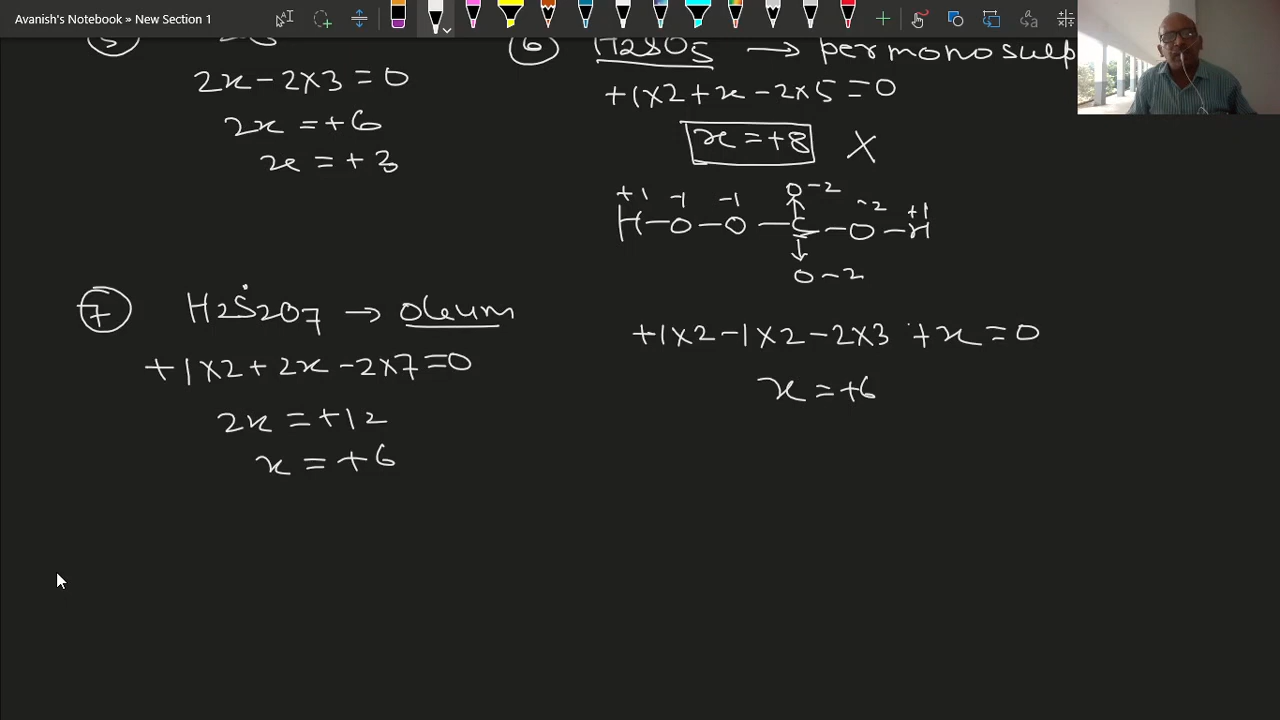 Avanish's Notebook » New Section 1
2x - 2x3 = 0
2x = +6
x = +3
6 H2SO5 → permonosulp
+1x2 + x - 2x5 = 0
x = +8 X
O -2
+1 -1 -1 -2 +1
H - O - O - S - O - H
O - 2
+1x2 - 1x2 - 2x3 + x = 0
x = +6
7 H2S2O7 → Oleum
+1x2 + 2x - 2x7 = 0
2x = +12
x = +6